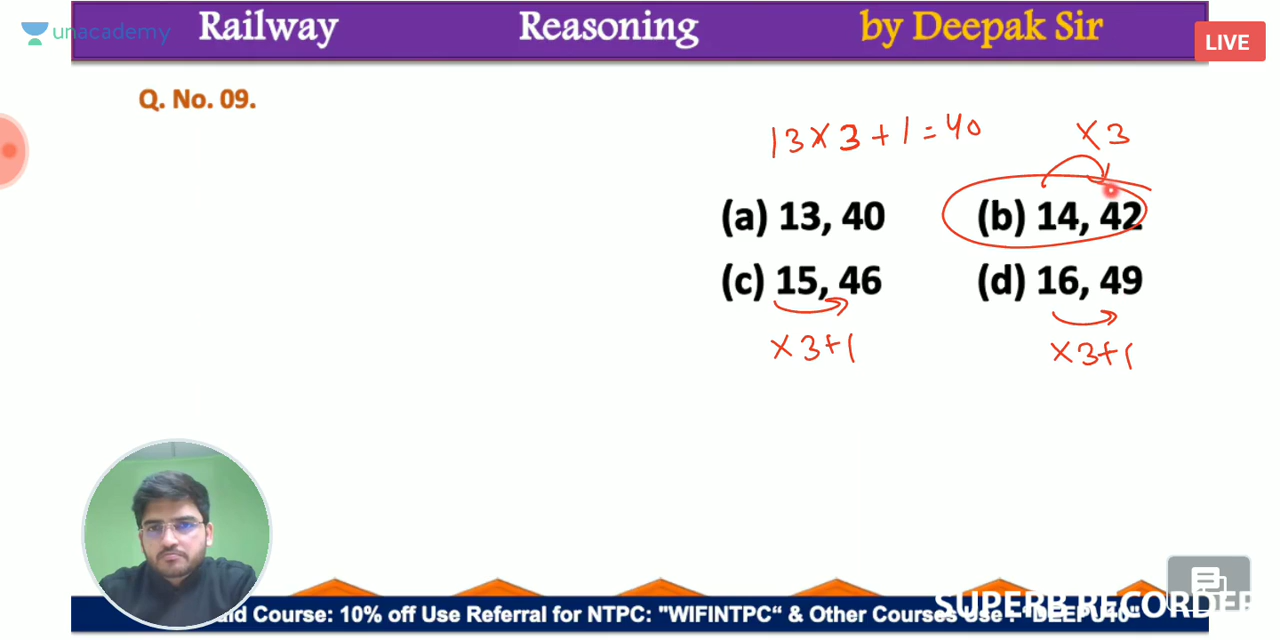 unacademy
Railway Reasoning by Deepak Sir
LIVE
Q. No. 09.
13 × 3 + 1 = 40
× 3
(a) 13, 40 (b) 14, 42
(c) 15, 46 (d) 16, 49
× 3 + 1 × 3 + 1
Course: 10% off Use Referral for NTPC: "WIFINTPC“ & Other Courses Use : "DEEPU10"
SUPERB RECORDER